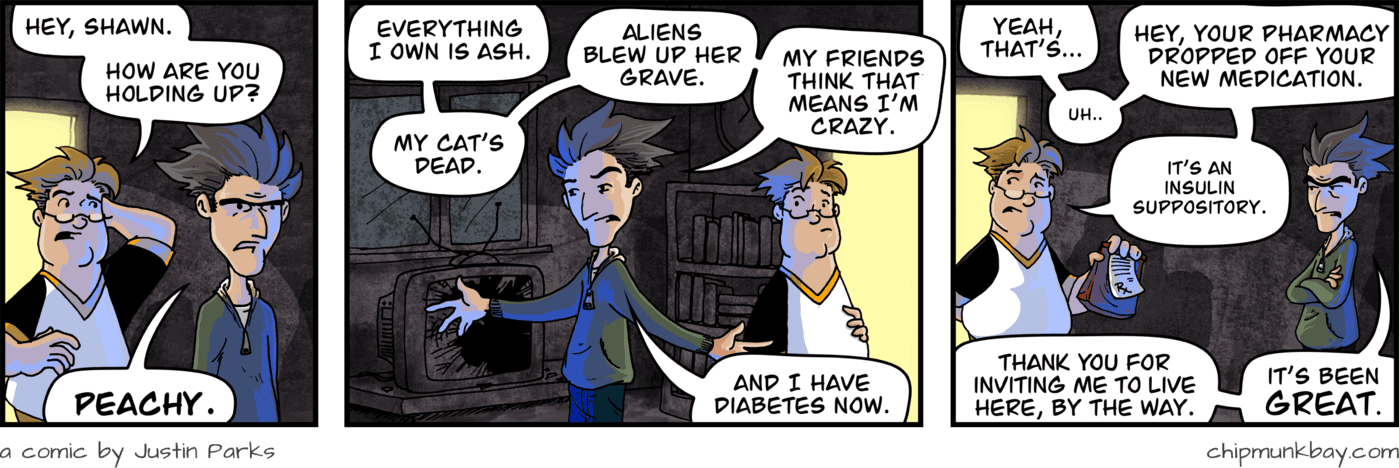 HEY, SHAWN.
HOW ARE YOU
HOLDING UP?
PEACHY.
EVERYTHING
I OWN IS ASH.
MY CAT'S
DEAD.
ALIENS
BLEW UP HER
GRAVE.
MY FRIENDS
THINK THAT
MEANS I'M
CRAZY.
AND I HAVE
DIABETES NOW.
YEAH,
THAT'S...
UH..
HEY, YOUR PHARMACY
DROPPED OFF YOUR
NEW MEDICATION.
IT'S AN
INSULIN
SUPPOSITORY.
THANK YOU FOR
INVITING ME TO LIVE
HERE, BY THE WAY.
IT'S BEEN
GREAT.
a comic by Justin Parks
chipmunkbay.com